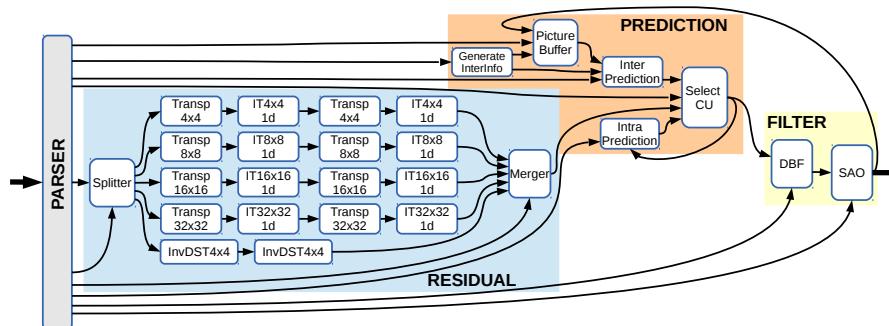 PREDICTION
Picture
Buffer
Generate
InterInfo
Inter
Prediction
Select
CU
Intra
Prediction
PARSER
Splitter
Transp
4x4
IT4x4
1d
Transp
4x4
IT4x4
1d
Transp
8x8
IT8x8
1d
Transp
8x8
IT8x8
1d
Transp
16x16
IT16x16
1d
Transp
16x16
IT16x16
1d
Transp
32x32
IT32x32
1d
Transp
32x32
IT32x32
1d
InvDST4x4
InvDST4x4
Merger
RESIDUAL
FILTER
DBF
SAO